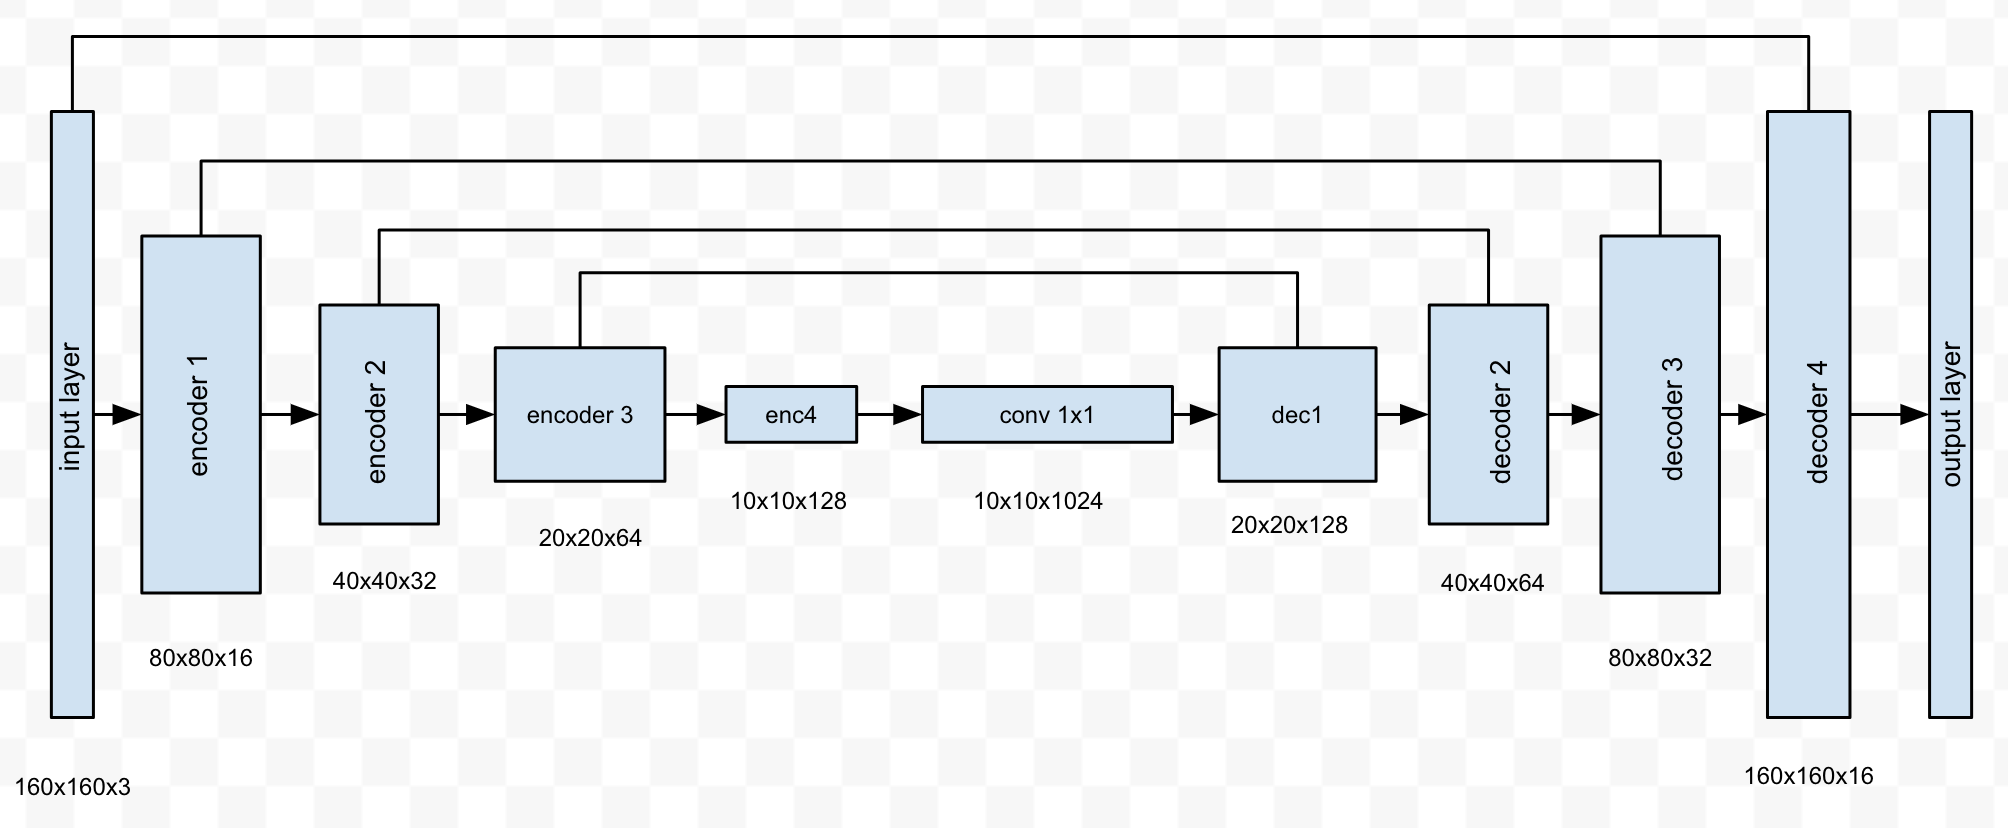 input layer
encoder 1
encoder 2
encoder 3
enc4
conv 1x1
dec1
decoder 2
decoder 3
decoder 4
output layer
160x160x3
80x80x16
40x40x32
20x20x64
10x10x128
10x10x1024
20x20x128
40x40x64
80x80x32
160x160x16